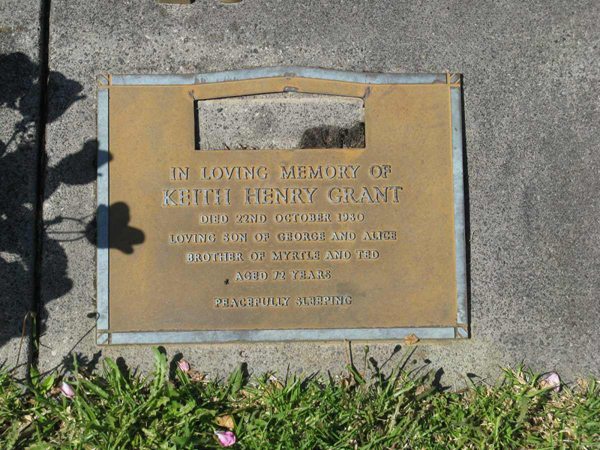 IN LOVING MEMORY OF
KEITH HENRY GRANT
DIED 22ND OCTOBER 1980
LOVING SON OF GEORGE AND ALICE
BROTHER OF MYRTLE AND TED
AGED 72 YEARS
PEACEFULLY SLEEPING